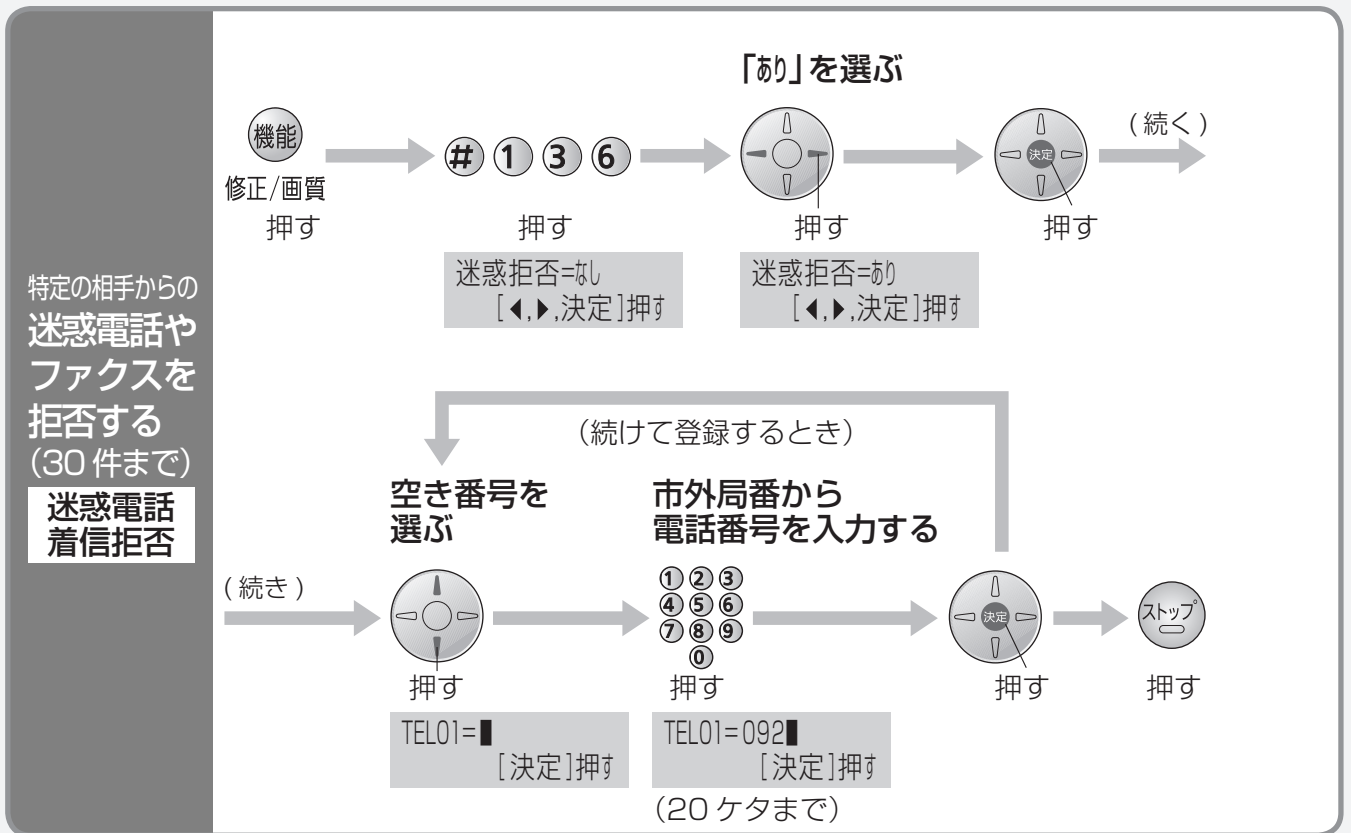 特定の相手からの
迷惑電話や
ファクスを
拒否する
(30件まで)
迷惑電話
着信拒否
機能
修正/画質
押す
# 1 3 6
押す
迷惑拒否=なし
[◀,▶,決定]押す
「あり」を選ぶ
押す
迷惑拒否=あり
[◀,▶,決定]押す
決定
押す
(続く)
(続き)
(続けて登録するとき)
空き番号を
選ぶ
押す
TEL01=▮
[決定]押す
市外局番から
電話番号を入力する
1 2 3
4 5 6
7 8 9
0
押す
TEL01=092▮
[決定]押す
(20ケタまで)
決定
押す
ストップ
押す